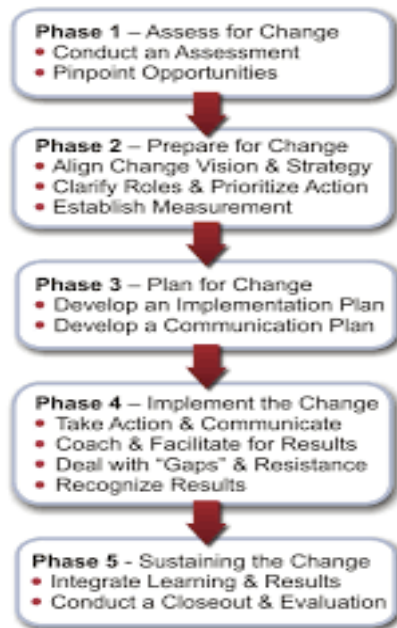 Phase 1 – Assess for Change
• Conduct an Assessment
• Pinpoint Opportunities
Phase 2 – Prepare for Change
• Align Change Vision & Strategy
• Clarify Roles & Prioritize Action
• Establish Measurement
Phase 3 – Plan for Change
• Develop an Implementation Plan
• Develop a Communication Plan
Phase 4 – Implement the Change
• Take Action & Communicate
• Coach & Facilitate for Results
• Deal with “Gaps” & Resistance
• Recognize Results
Phase 5 - Sustaining the Change
• Integrate Learning & Results
• Conduct a Closeout & Evaluation